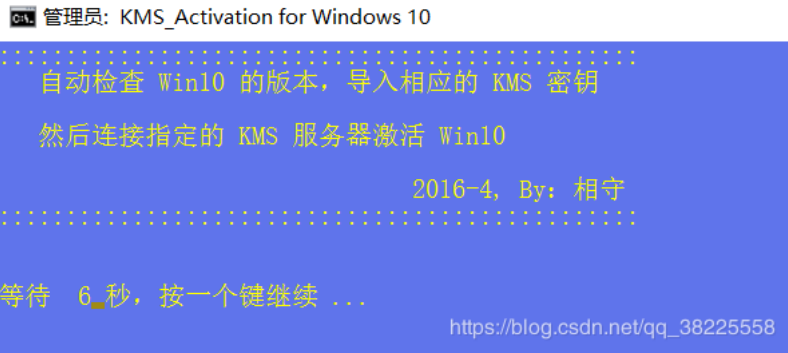 管理员: KMS_Activation for Windows 10
::::::::::::::::::::::::::::::::::::::::::::::::
自动检查 Win10 的版本，导入相应的 KMS 密钥
然后连接指定的 KMS 服务器激活 Win10
2016-4, By: 相守
::::::::::::::::::::::::::::::::::::::::::::::::
等待 6 秒，按一个键继续 ...
https://blog.csdn.net/qq_38225558